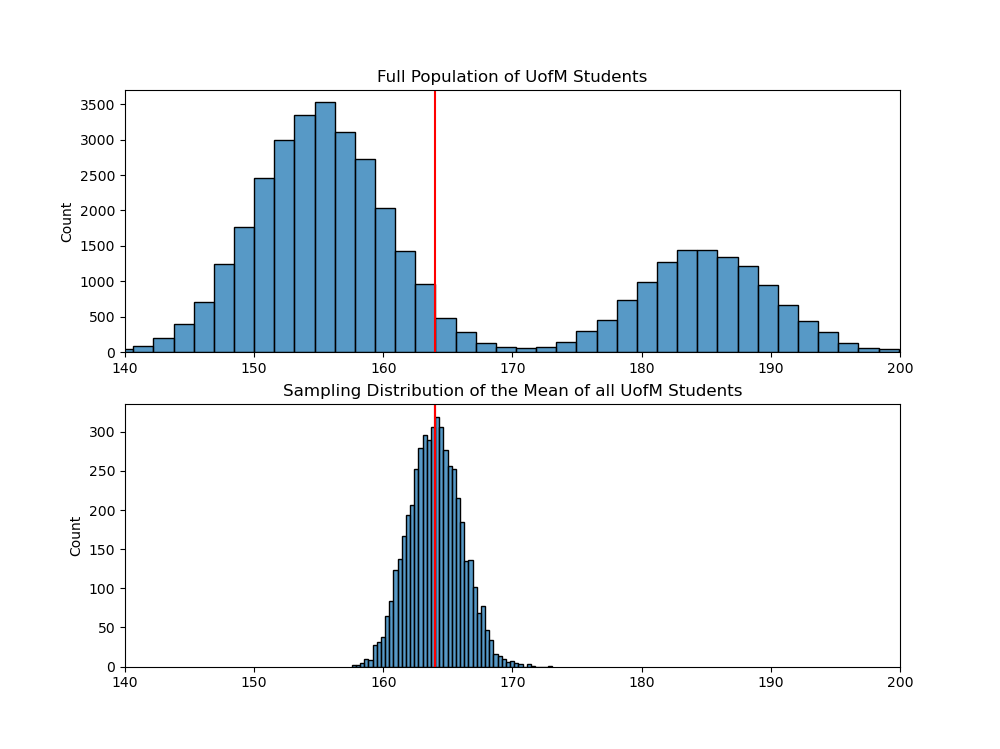 Full Population of UofM Students
Count
3500
3000
2500
2000
1500
1000
500
0
140 150 160 170 180 190 200
Sampling Distribution of the Mean of all UofM Students
Count
300
250
200
150
100
50
0
140 150 160 170 180 190 200